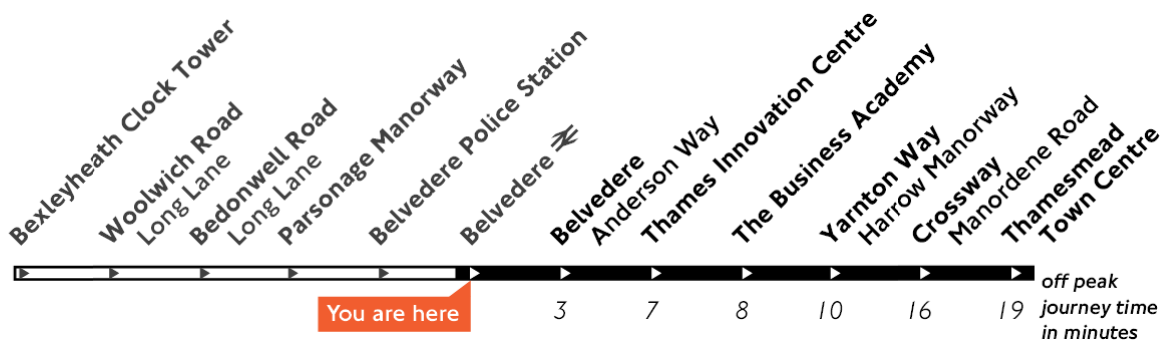 Bexleyheath Clock Tower
Woolwich Road
Long Lane
Bedonwell Road
Long Lane
Parsonage Manorway
Belvedere Police Station
Belvedere
Belvedere
Anderson Way
Thames Innovation Centre
The Business Academy
Yarnton Way
Harrow Manorway
Crossway
Manordene Road
Thamesmead
Town Centre
You are here
3 7 8 10 16 19
off peak
journey time
in minutes